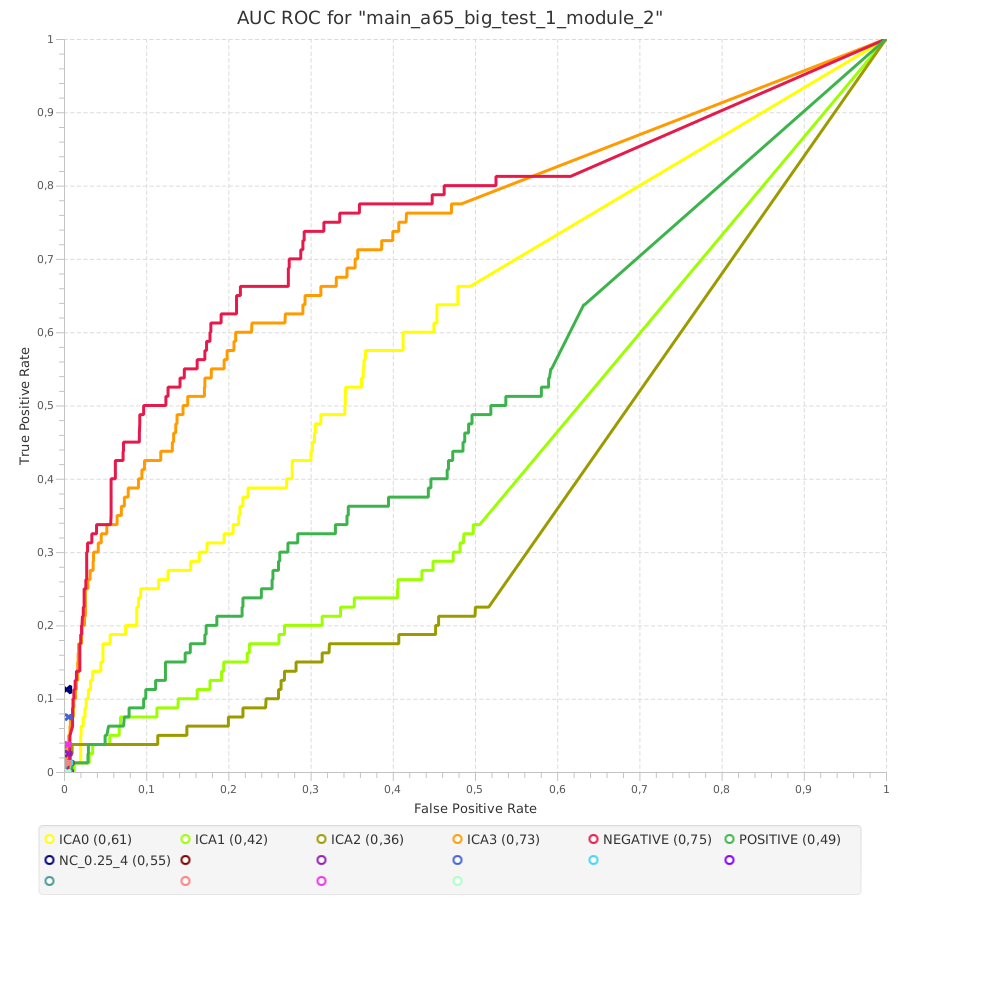 AUC ROC for "main_a65_big_test_1_module_2"
True Positive Rate
1
0,9
0,8
0,7
0,6
0,5
0,4
0,3
0,2
0,1
0
0 0,1 0,2 0,3 0,4 0,5 0,6 0,7 0,8 0,9 1
False Positive Rate
ICA0 (0,61) ICA1 (0,42) ICA2 (0,36) ICA3 (0,73) NEGATIVE (0,75) POSITIVE (0,49)
NC_0.25_4 (0,55)